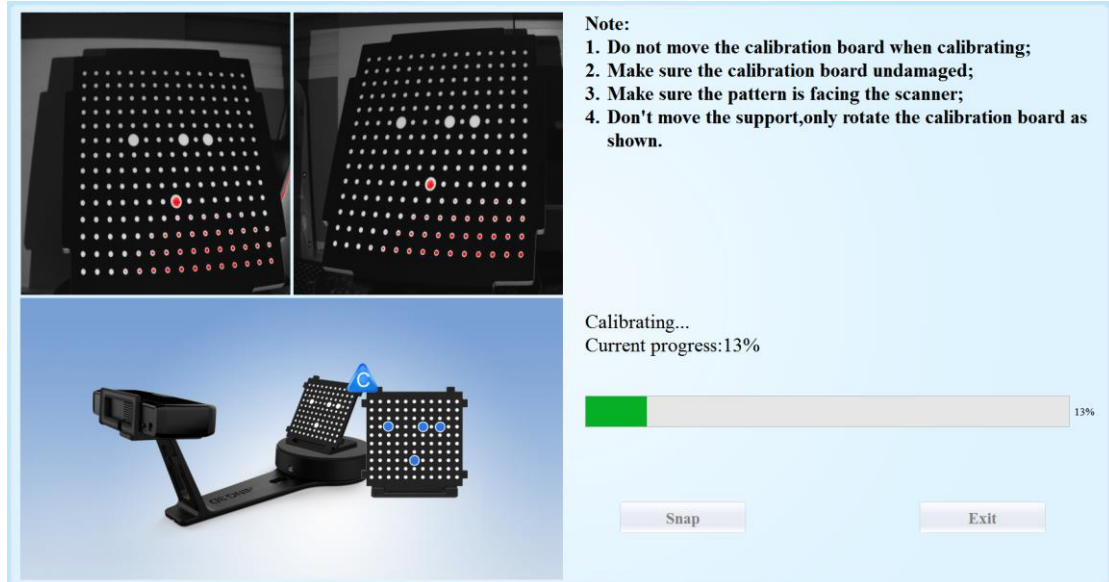 Note:
1. Do not move the calibration board when calibrating;
2. Make sure the calibration board undamaged;
3. Make sure the pattern is facing the scanner;
4. Don't move the support,only rotate the calibration board as
shown.
C
Calibrating...
Current progress:13%
13%
Snap
Exit